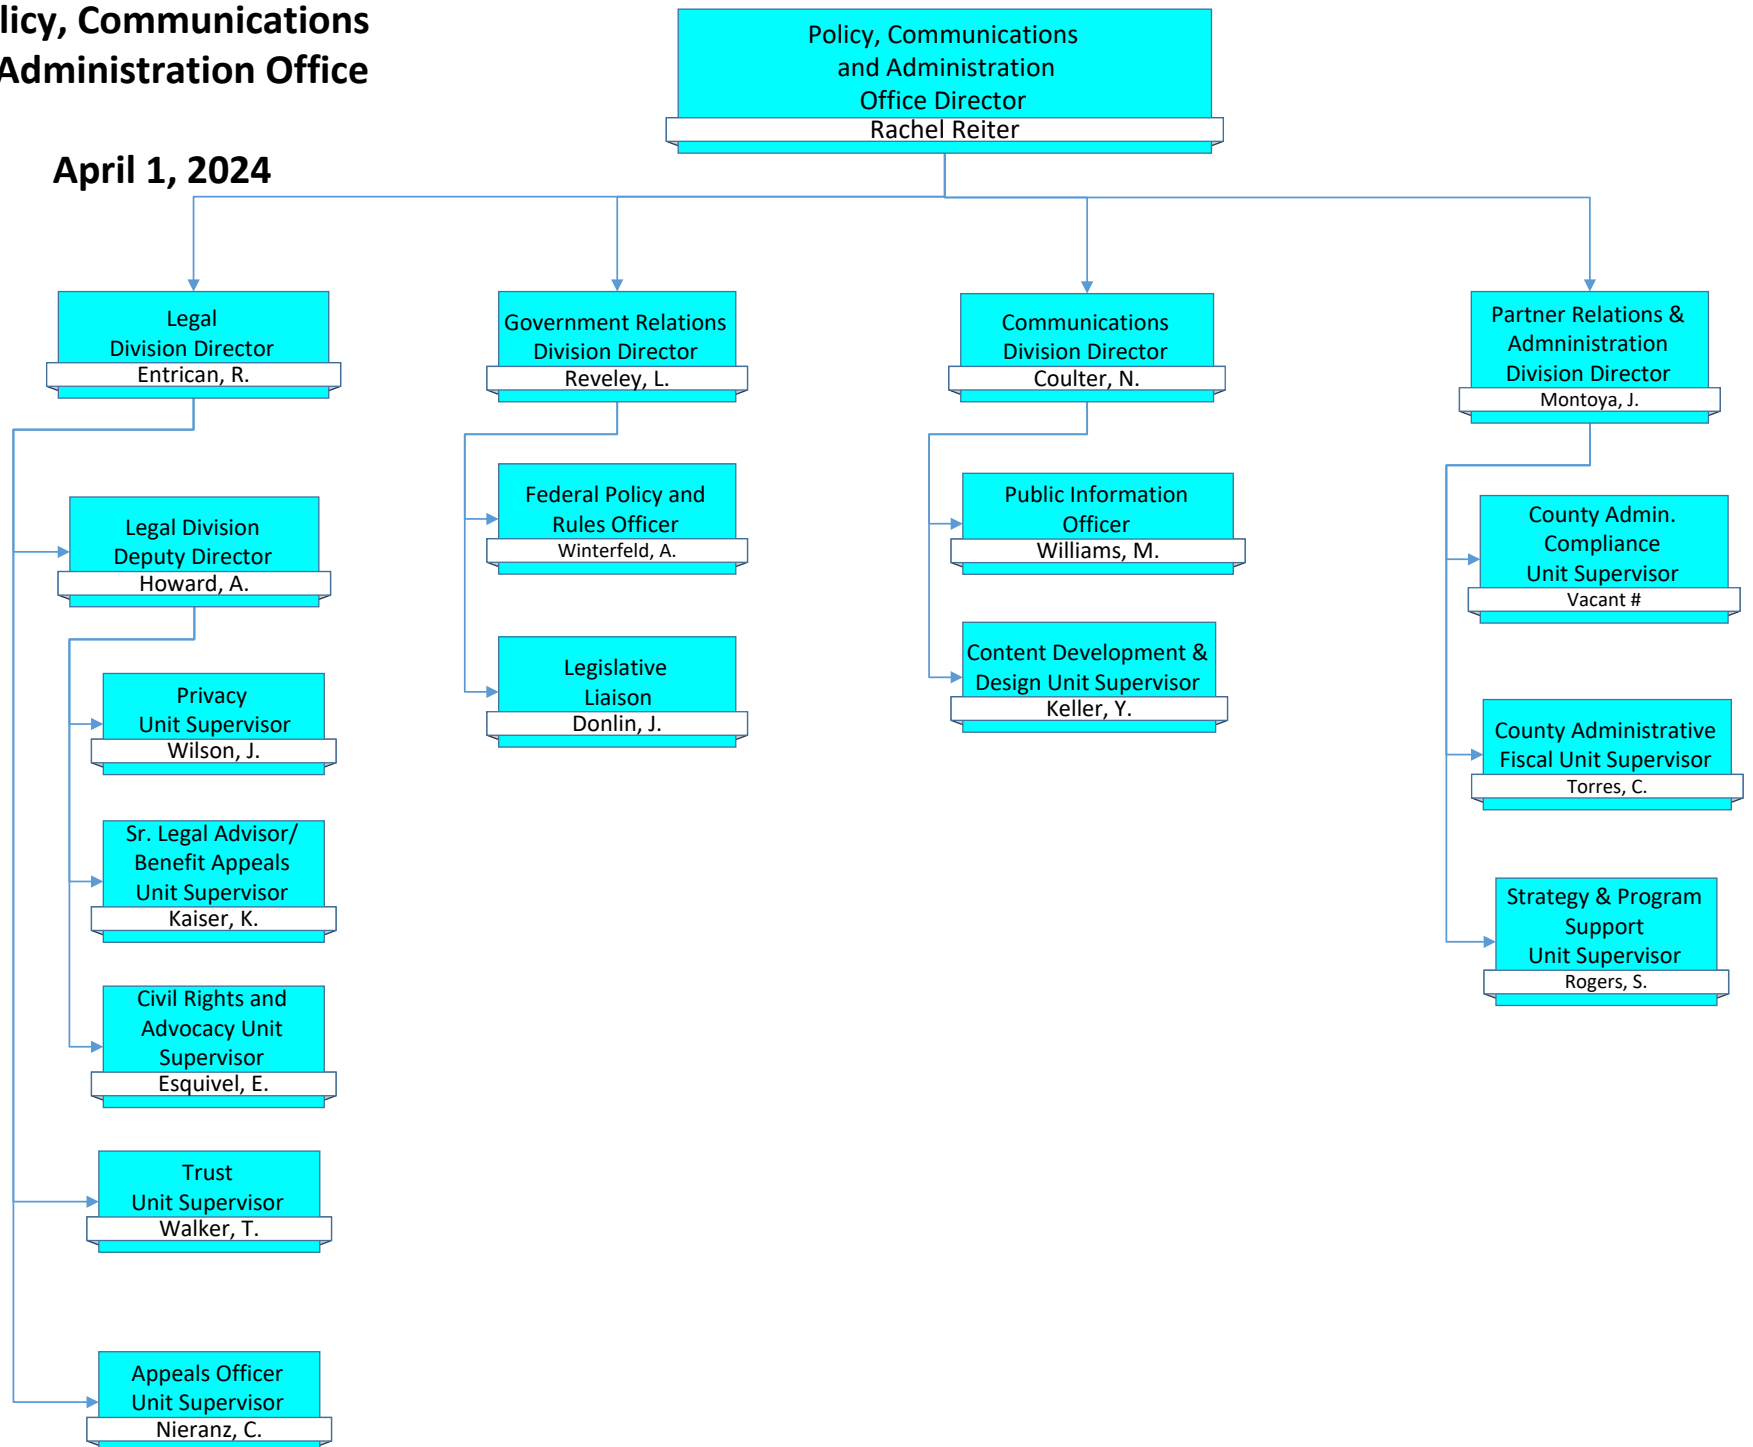 licy, Communications
Administration Office
April 1, 2024
Policy, Communications
and Administration
Office Director
Rachel Reiter
Legal
Division Director
Entrican, R.
Government Relations
Division Director
Reveley, L.
Communications
Division Director
Coulter, N.
Partner Relations &
Admninistration
Division Director
Montoya, J.
Legal Division
Deputy Director
Howard, A.
Privacy
Unit Supervisor
Wilson, J.
Sr. Legal Advisor/
Benefit Appeals
Unit Supervisor
Kaiser, K.
Civil Rights and
Advocacy Unit
Supervisor
Esquivel, E.
Trust
Unit Supervisor
Walker, T.
Appeals Officer
Unit Supervisor
Nieranz, C.
Federal Policy and
Rules Officer
Winterfeld, A.
Legislative
Liaison
Donlin, J.
Public Information
Officer
Williams, M.
Content Development &
Design Unit Supervisor
Keller, Y.
County Admin.
Compliance
Unit Supervisor
Vacant #
County Administrative
Fiscal Unit Supervisor
Torres, C.
Strategy & Program
Support
Unit Supervisor
Rogers, S.